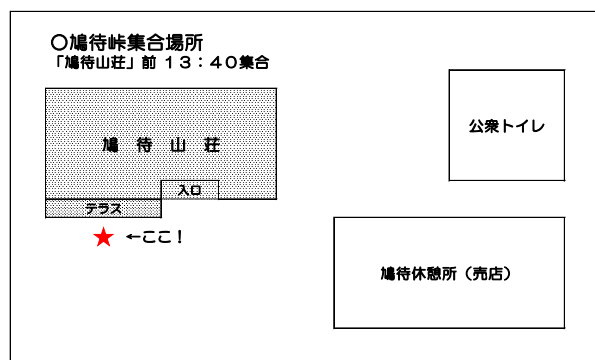 ○鳩待峠集合場所
「鳩待山荘」前 13:40集合
公衆トイレ
鳩 待 山 荘
入口
テラス
★ ←ここ!
鳩待休憩所(売店)